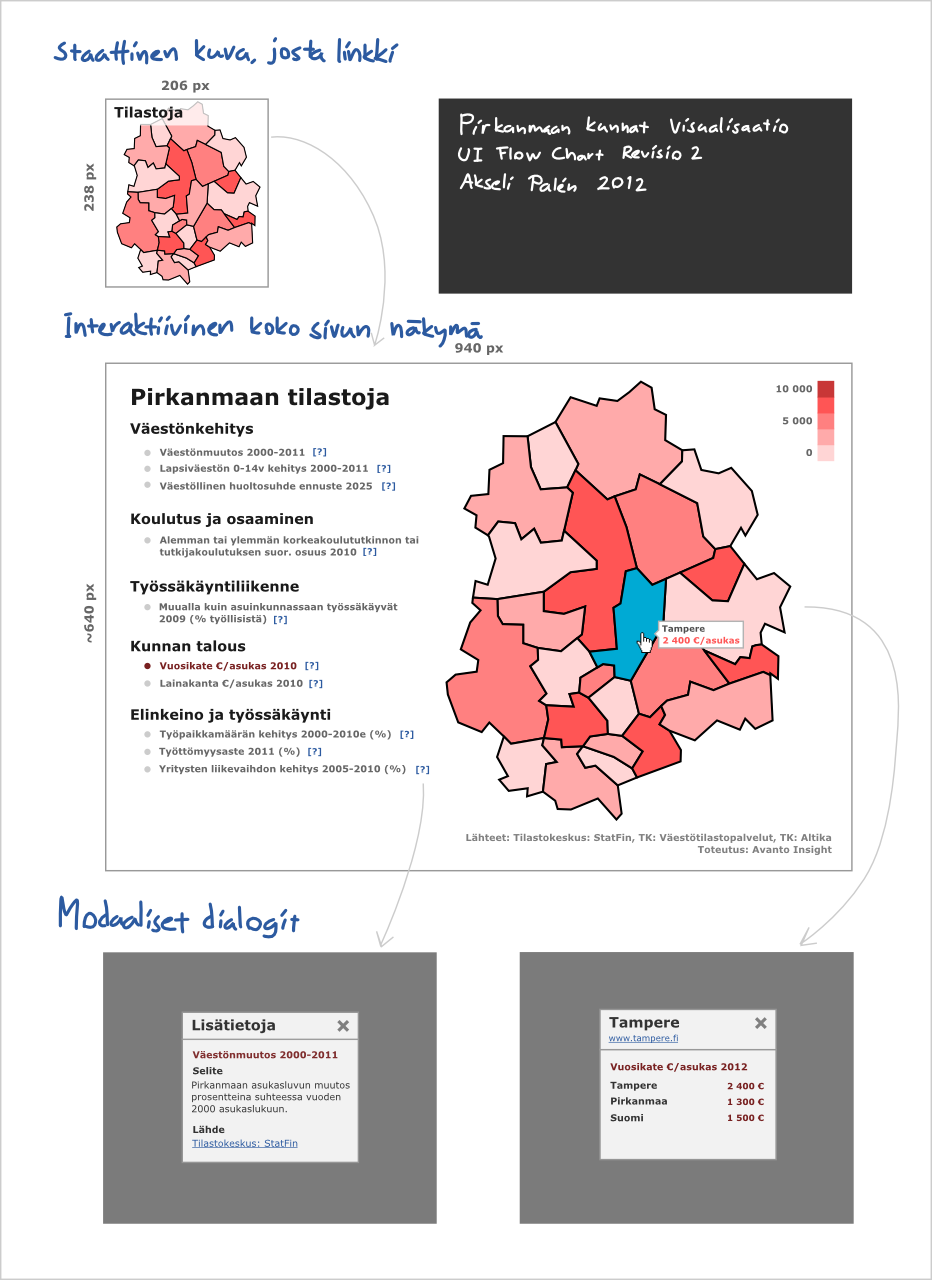 Staattinen kuva, josta linkki
206 px
238 px
Tilastoja
Pirkanmaan kunnat Visualisaatio
UI Flow Chart Revisio 2
Akseli Palén 2012
Interaktiivinen koko sivun näkymä
940 px
~640 px
Pirkanmaan tilastoja
Väestönkehitys
Väestönmuutos 2000-2011 [?]
Lapsiväestön 0-14v kehitys 2000-2011 [?]
Väestöllinen huoltosuhde ennuste 2025 [?]
Koulutus ja osaaminen
Alemman tai ylemmän korkeakoulututkinnon tai
tutkijakoulutuksen suor. osuus 2010 [?]
Työssäkäyntiliikenne
Muualla kuin asuinkunnassaan työssäkäyvät
2009 (% työllisistä) [?]
Kunnan talous
Vuosikate €/asukas 2010 [?]
Lainakanta €/asukas 2010 [?]
Elinkeino ja työssäkäynti
Työpaikkamäärän kehitys 2000-2010e (%) [?]
Työttömyysaste 2011 (%) [?]
Yritysten liikevaihdon kehitys 2005-2010 (%) [?]
10 000
5 000
0
Tampere
2 400 €/asukas
Lähteet: Tilastokeskus: StatFin, TK: Väestötilastopalvelut, TK: Altika
Toteutus: Avanto Insight
Modaaliset dialogit
Lisätietoja
Väestönmuutos 2000-2011
Selite
Pirkanmaan asukasluvun muutos
prosentteina suhteessa vuoden
2000 asukaslukuun.
Lähde
Tilastokeskus: StatFin
Tampere
www.tampere.fi
Vuosikate €/asukas 2012
Tampere 2 400 €
Pirkanmaa 1 300 €
Suomi 1 500 €